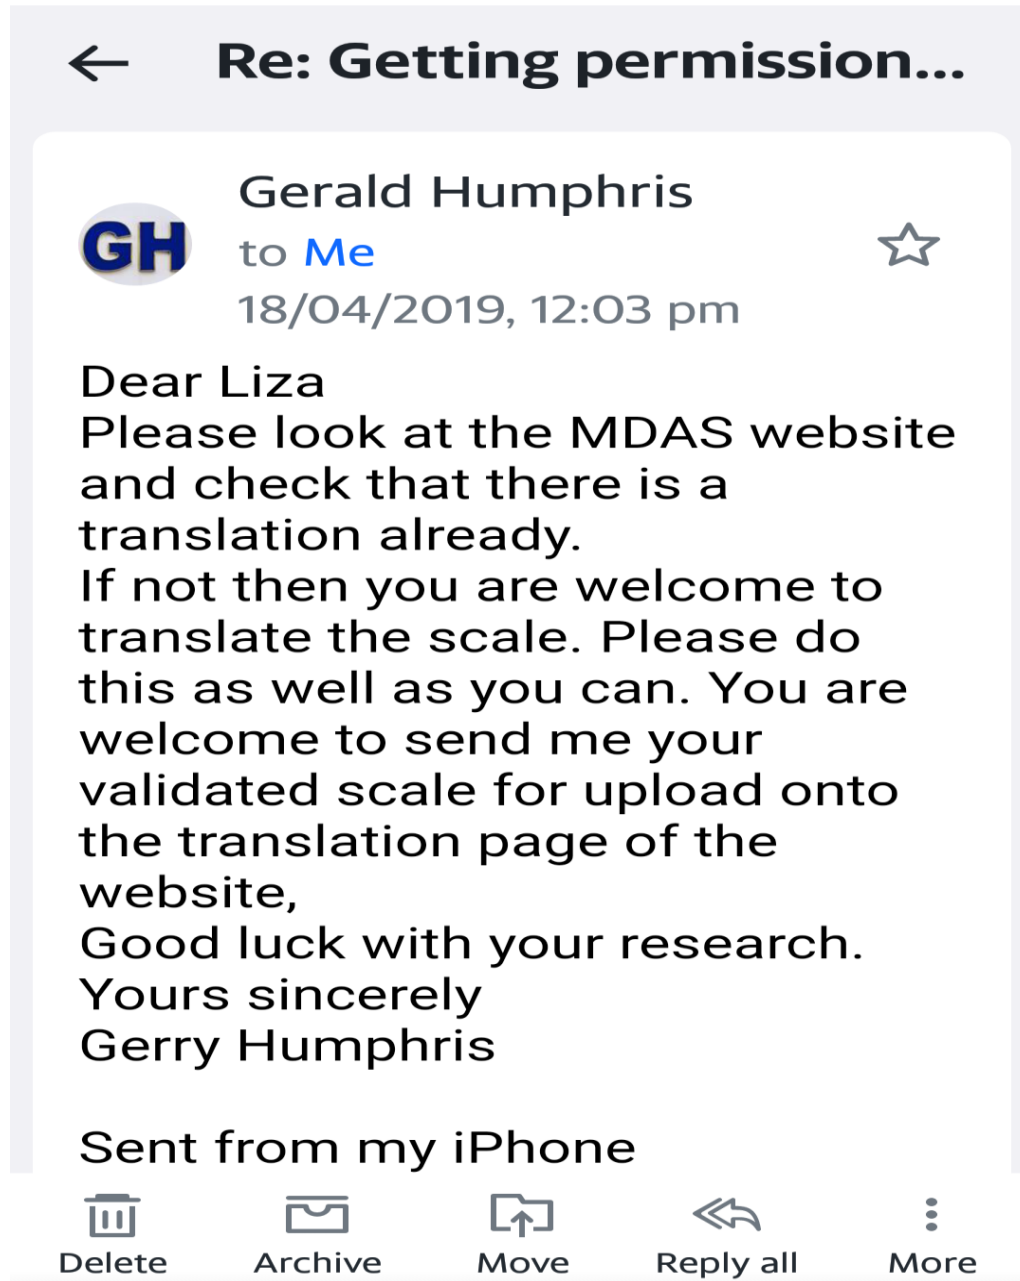 Re: Getting permission...
Gerald Humphris
GH
to Me
18/04/2019, 12:03 pm
Dear Liza
Please look at the MDAS website
and check that there is a
translation already.
If not then you are welcome to
translate the scale. Please do
this as well as you can. You are
welcome to send me your
validated scale for upload onto
the translation page of the
website,
Good luck with your research.
Yours sincerely
Gerry Humphris
Sent from my iPhone
Delete Archive Move Reply all More